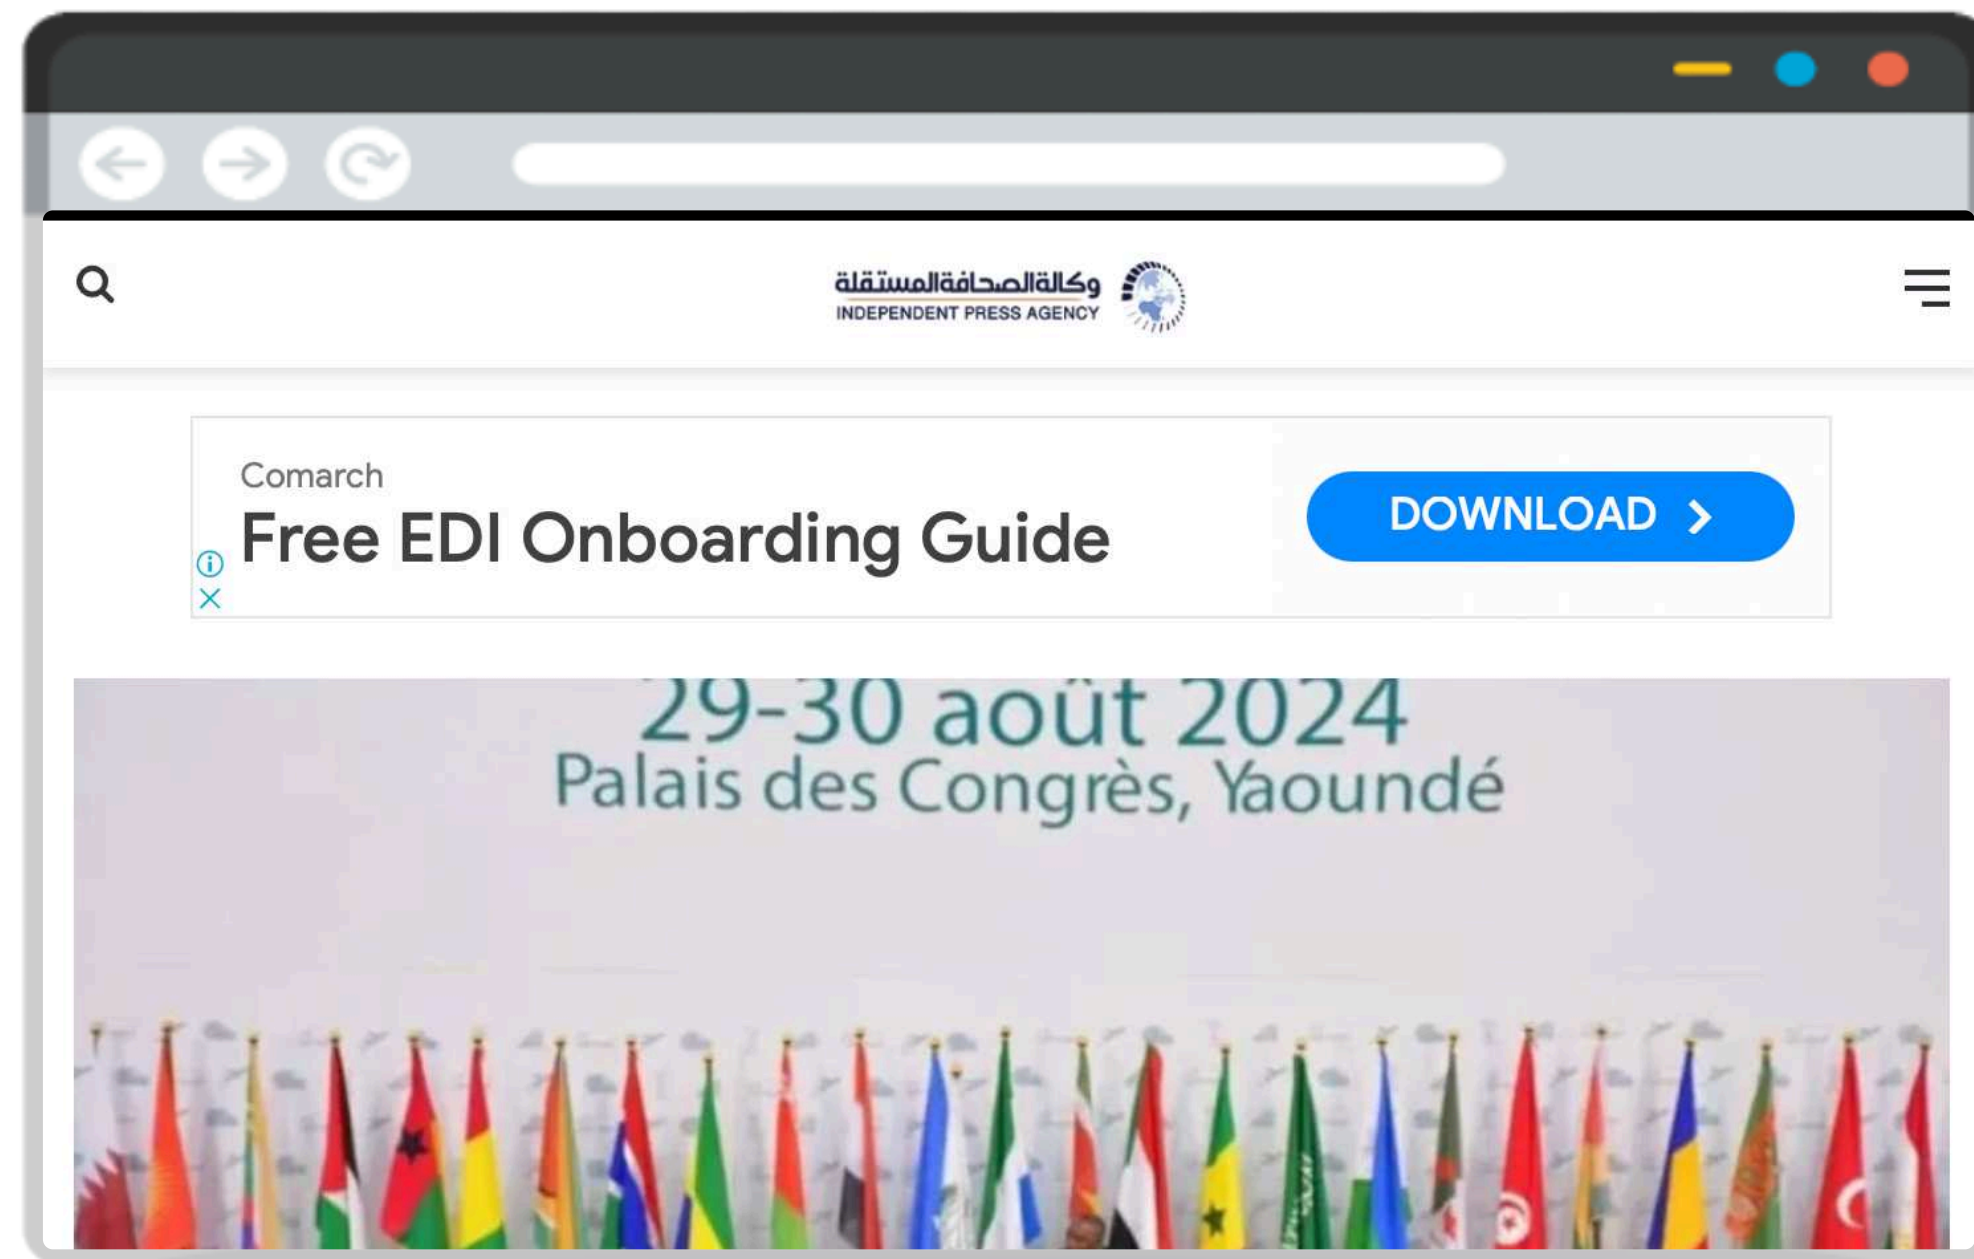 وكالةالصحافةالمستقلة
INDEPENDENT PRESS AGENCY
Comarch
Free EDI Onboarding Guide
DOWNLOAD
29-30 août 2024
Palais des Congrès, Yaoundé